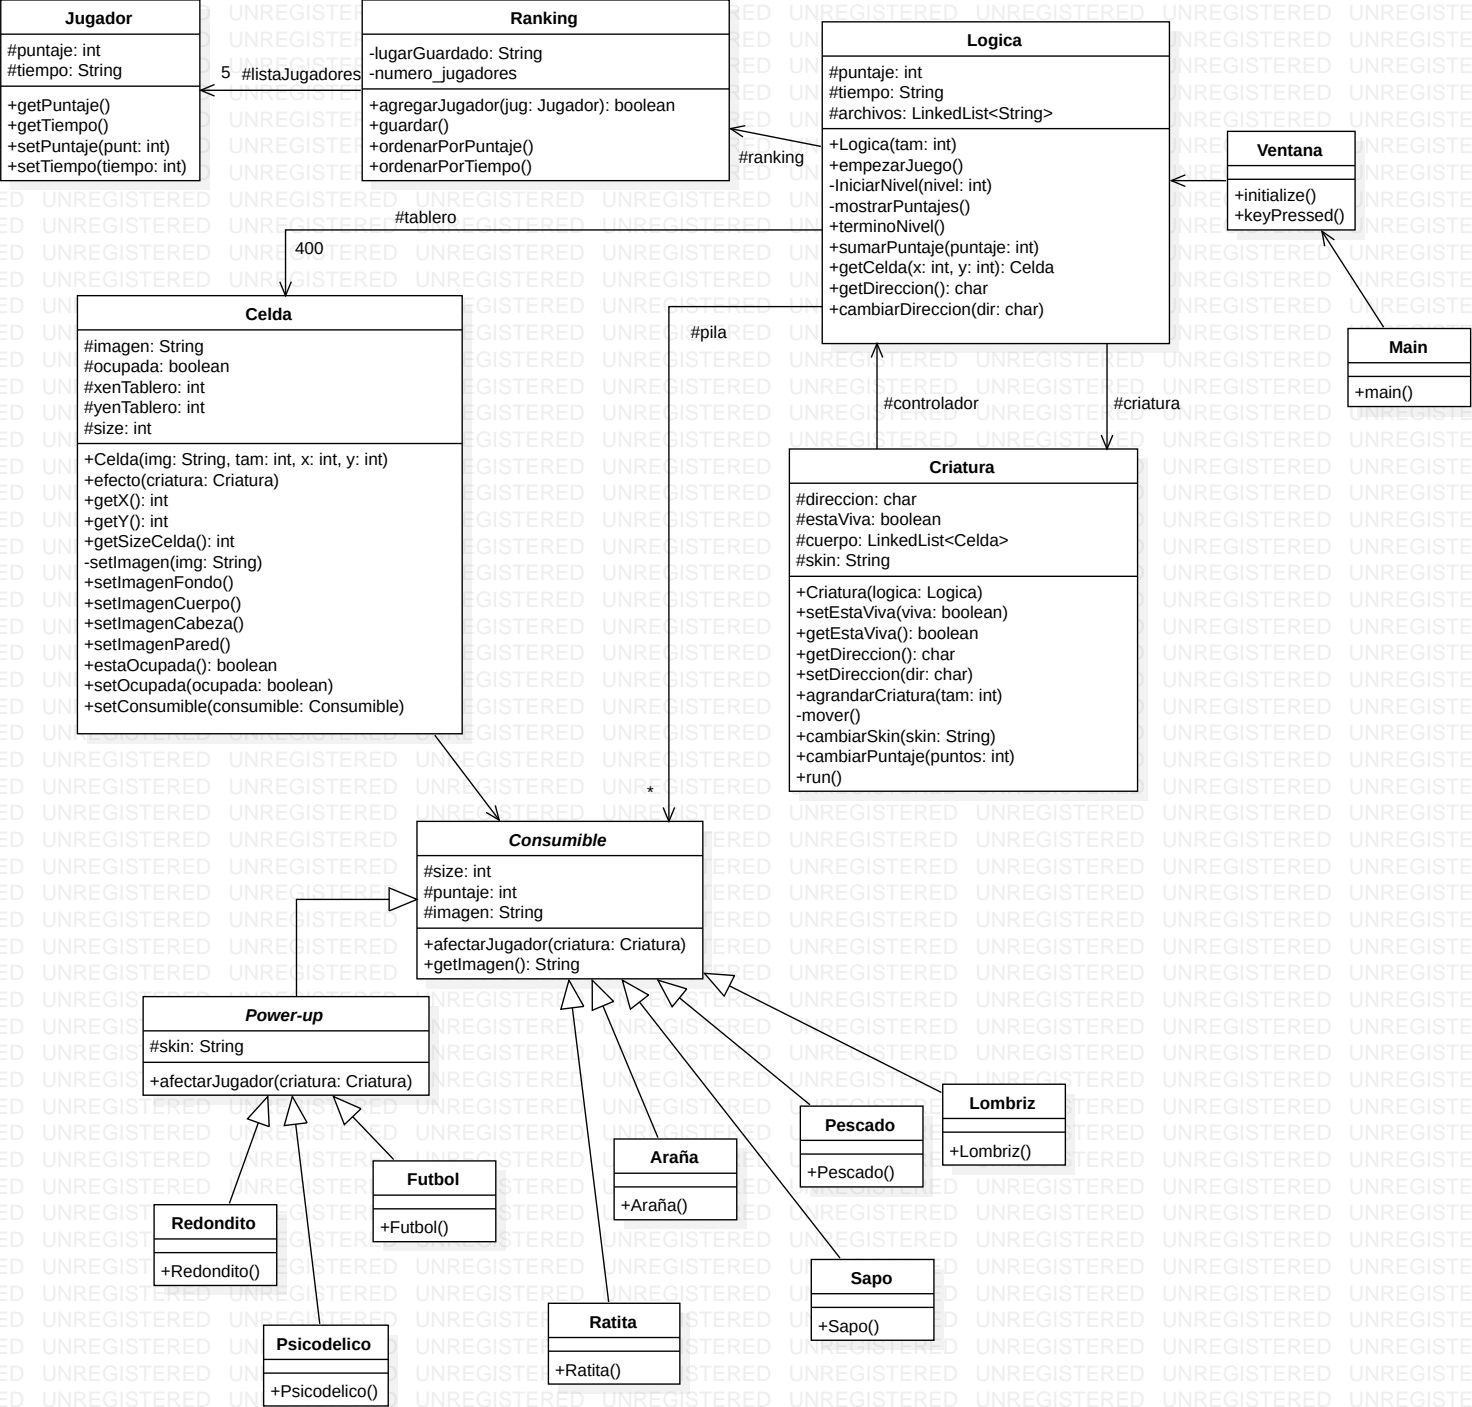 Jugador
#puntaje: int
#tiempo: String
+getPuntaje()
+getTiempo()
+setPuntaje(punt: int)
+setTiempo(tiempo: int)
5 #listaJugadores
Ranking
-lugarGuardado: String
-numero_jugadores
+agregarJugador(jug: Jugador): boolean
+guardar()
+ordenarPorPuntaje()
+ordenarPorTiempo()
#ranking
Logica
#puntaje: int
#tiempo: String
#archivos: LinkedList<String>
+Logica(tam: int)
+empezarJuego()
-IniciarNivel(nivel: int)
-mostrarPuntajes()
+terminoNivel()
+sumarPuntaje(puntaje: int)
+getCelda(x: int, y: int): Celda
+getDireccion(): char
+cambiarDireccion(dir: char)
Ventana
+initialize()
+keyPressed()
Main
+main()
#tablero
400
#pila
*
#controlador
#criatura
Celda
#imagen: String
#ocupada: boolean
#xenTablero: int
#yenTablero: int
#size: int
+Celda(img: String, tam: int, x: int, y: int)
+efecto(criatura: Criatura)
+getX(): int
+getY(): int
+getSizeCelda(): int
-setImagen(img: String)
+setImagenFondo()
+setImagenCuerpo()
+setImagenCabeza()
+setImagenPared()
+estaOcupada(): boolean
+setOcupada(ocupada: boolean)
+setConsumible(consumible: Consumible)
Criatura
#direccion: char
#estaViva: boolean
#cuerpo: LinkedList<Celda>
#skin: String
+Criatura(logica: Logica)
+setEstaViva(viva: boolean)
+getEstaViva(): boolean
+getDireccion(): char
+setDireccion(dir: char)
+agrandarCriatura(tam: int)
-mover()
+cambiarSkin(skin: String)
+cambiarPuntaje(puntos: int)
+run()
Consumible
#size: int
#puntaje: int
#imagen: String
+afectarJugador(criatura: Criatura)
+getImagen(): String
Power-up
#skin: String
+afectarJugador(criatura: Criatura)
Redondito
+Redondito()
Psicodelico
+Psicodelico()
Futbol
+Futbol()
Ratita
+Ratita()
Araña
+Araña()
Sapo
+Sapo()
Pescado
+Pescado()
Lombriz
+Lombriz()